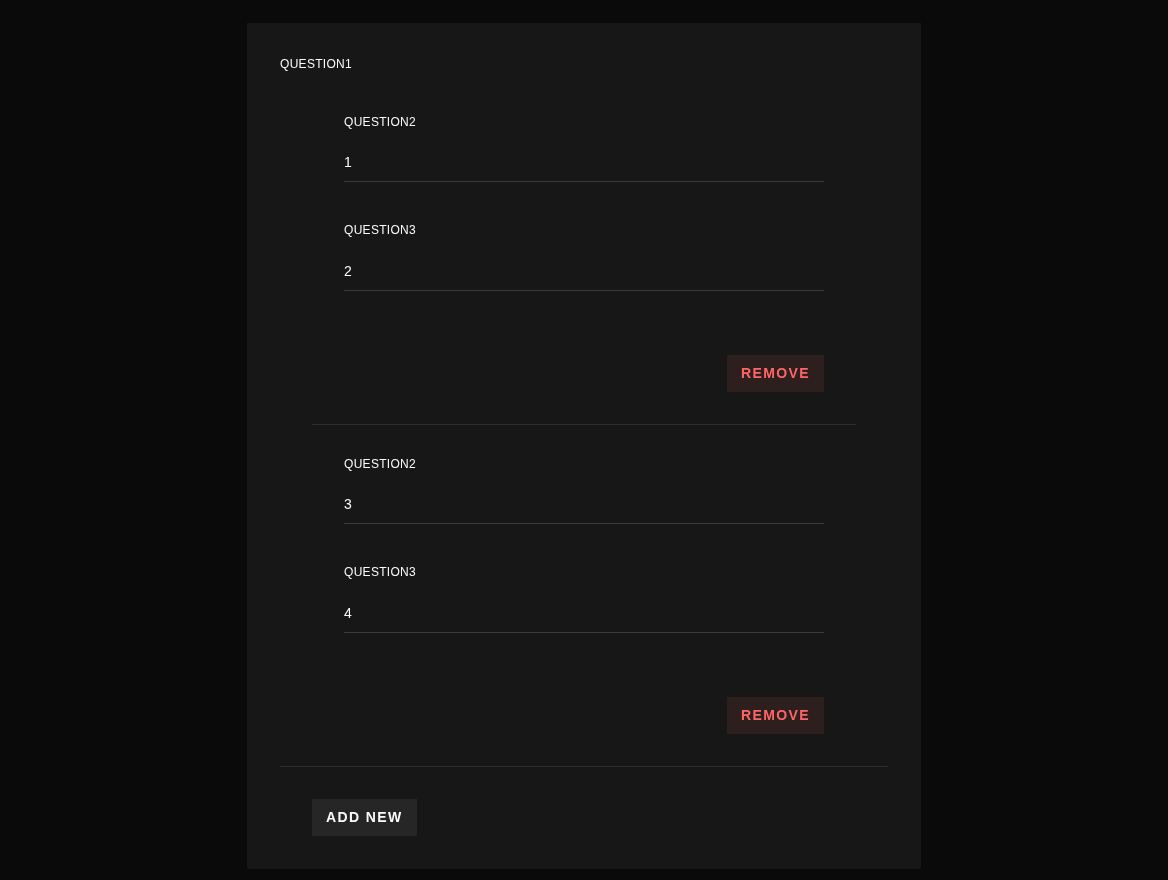 QUESTION1
QUESTION2
1
QUESTION3
2
REMOVE
QUESTION2
3
QUESTION3
4
REMOVE
ADD NEW